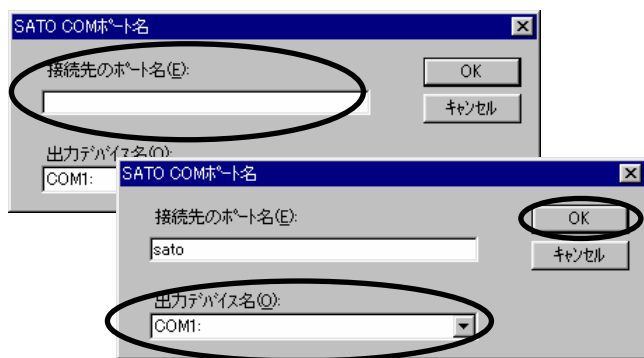 SATO COMﾎﾟｰﾄ名
接続先のﾎﾟｰﾄ名(E):
OK
ｷｬﾝｾﾙ
出力ﾃﾞﾊﾞｲｽ名(O):
COM1:
SATO COMﾎﾟｰﾄ名
接続先のﾎﾟｰﾄ名(E):
OK
sato
ｷｬﾝｾﾙ
出力ﾃﾞﾊﾞｲｽ名(O):
COM1: